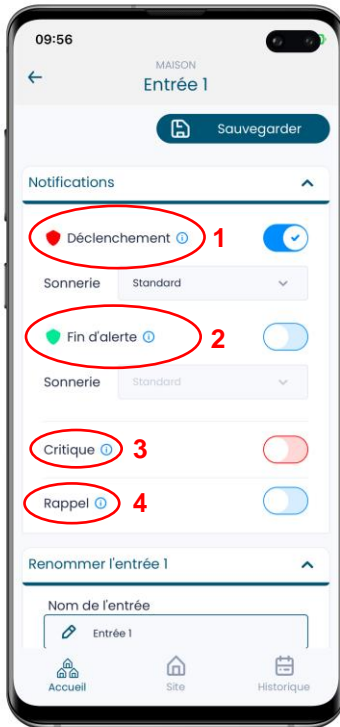 09:56
MAISON
Entrée 1
Sauvegarder
Notifications
Déclenchement 1
Sonnerie Standard
Fin d'alerte 2
Sonnerie Standard
Critique 3
Rappel 4
Renommer l'entrée 1
Nom de l'entrée
Entrée 1
Accueil Site Historique